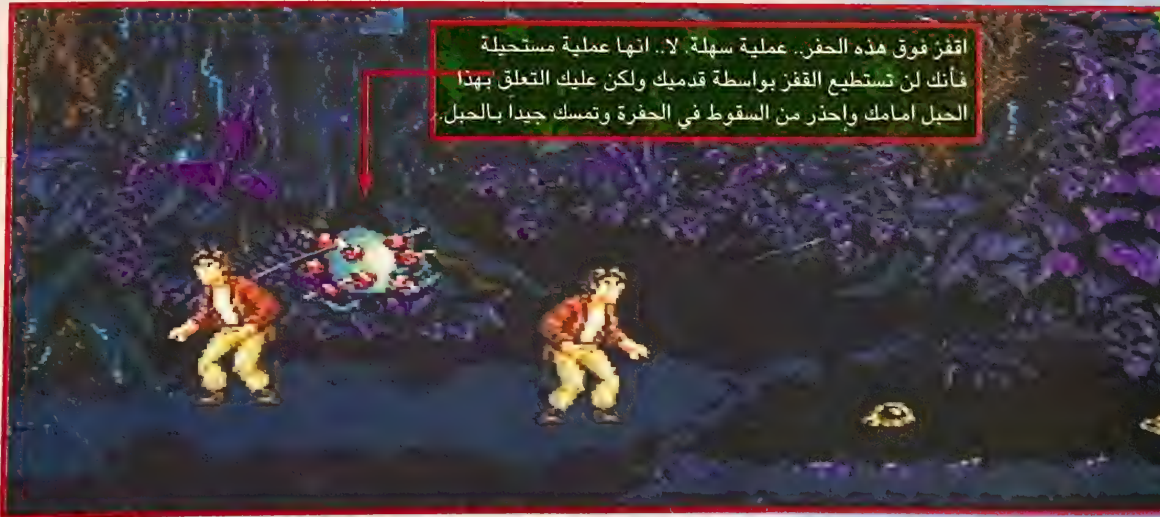 اقفز فوق هذه الحفر.. عملية سهلة. لا.. انها عملية مستحيلة
فأنك لن تستطيع القفز بواسطة قدميك ولكن عليك التعلق بهذا
الحبل امامك واحذر من السقوط في الحفرة وتمسك جيدا بالحبل.